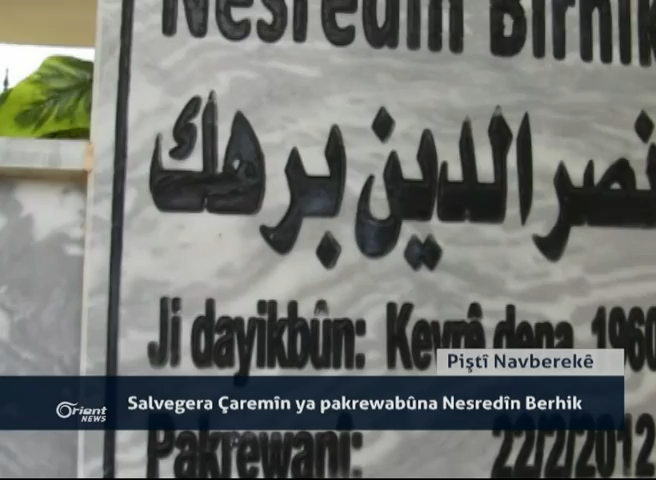 Nesredîn Birhik
نصر الدين برهك
Ji dayikbûn: Kevrê dena 1960
Piştî Navberekê
Orient NEWS
Salvegera Çaremîn ya pakrewabûna Nesredîn Berhik
Pakrewanî: 22/2/2012